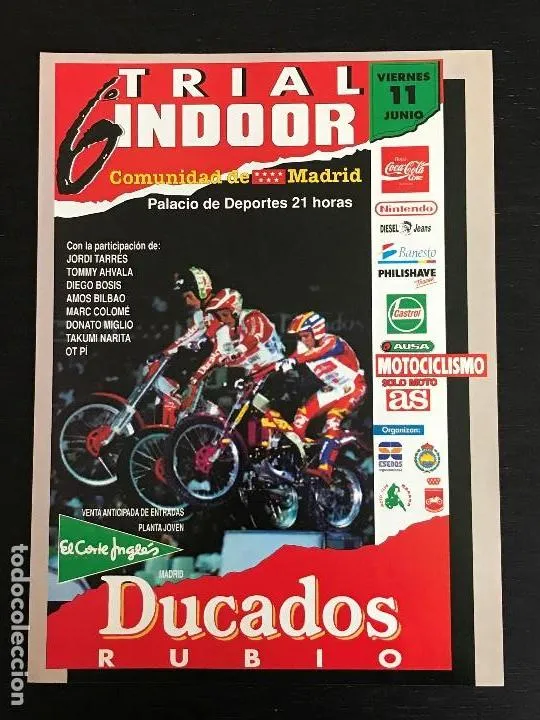 6º TRIAL
INDOOR
VIERNES
11
JUNIO
Comunidad de Madrid
Palacio de Deportes 21 horas
Con la participación de:
JORDI TARRÉS
TOMMY AHVALA
DIEGO BOSIS
AMOS BILBAO
MARC COLOMÉ
DONATO MIGLIO
TAKUMI NARITA
OT PÍ
Coca-Cola
Nintendo
DIESEL Jeans
Banesto
PHILISHAVE
Castrol
AUSA
MOTOCICLISMO
SOLO MOTO
as
Organizan:
ESEDOS
VENTA ANTICIPADA DE ENTRADAS
PLANTA JOVEN
El Corte Inglés
MADRID
Ducados
RUBIO
todocoleccion